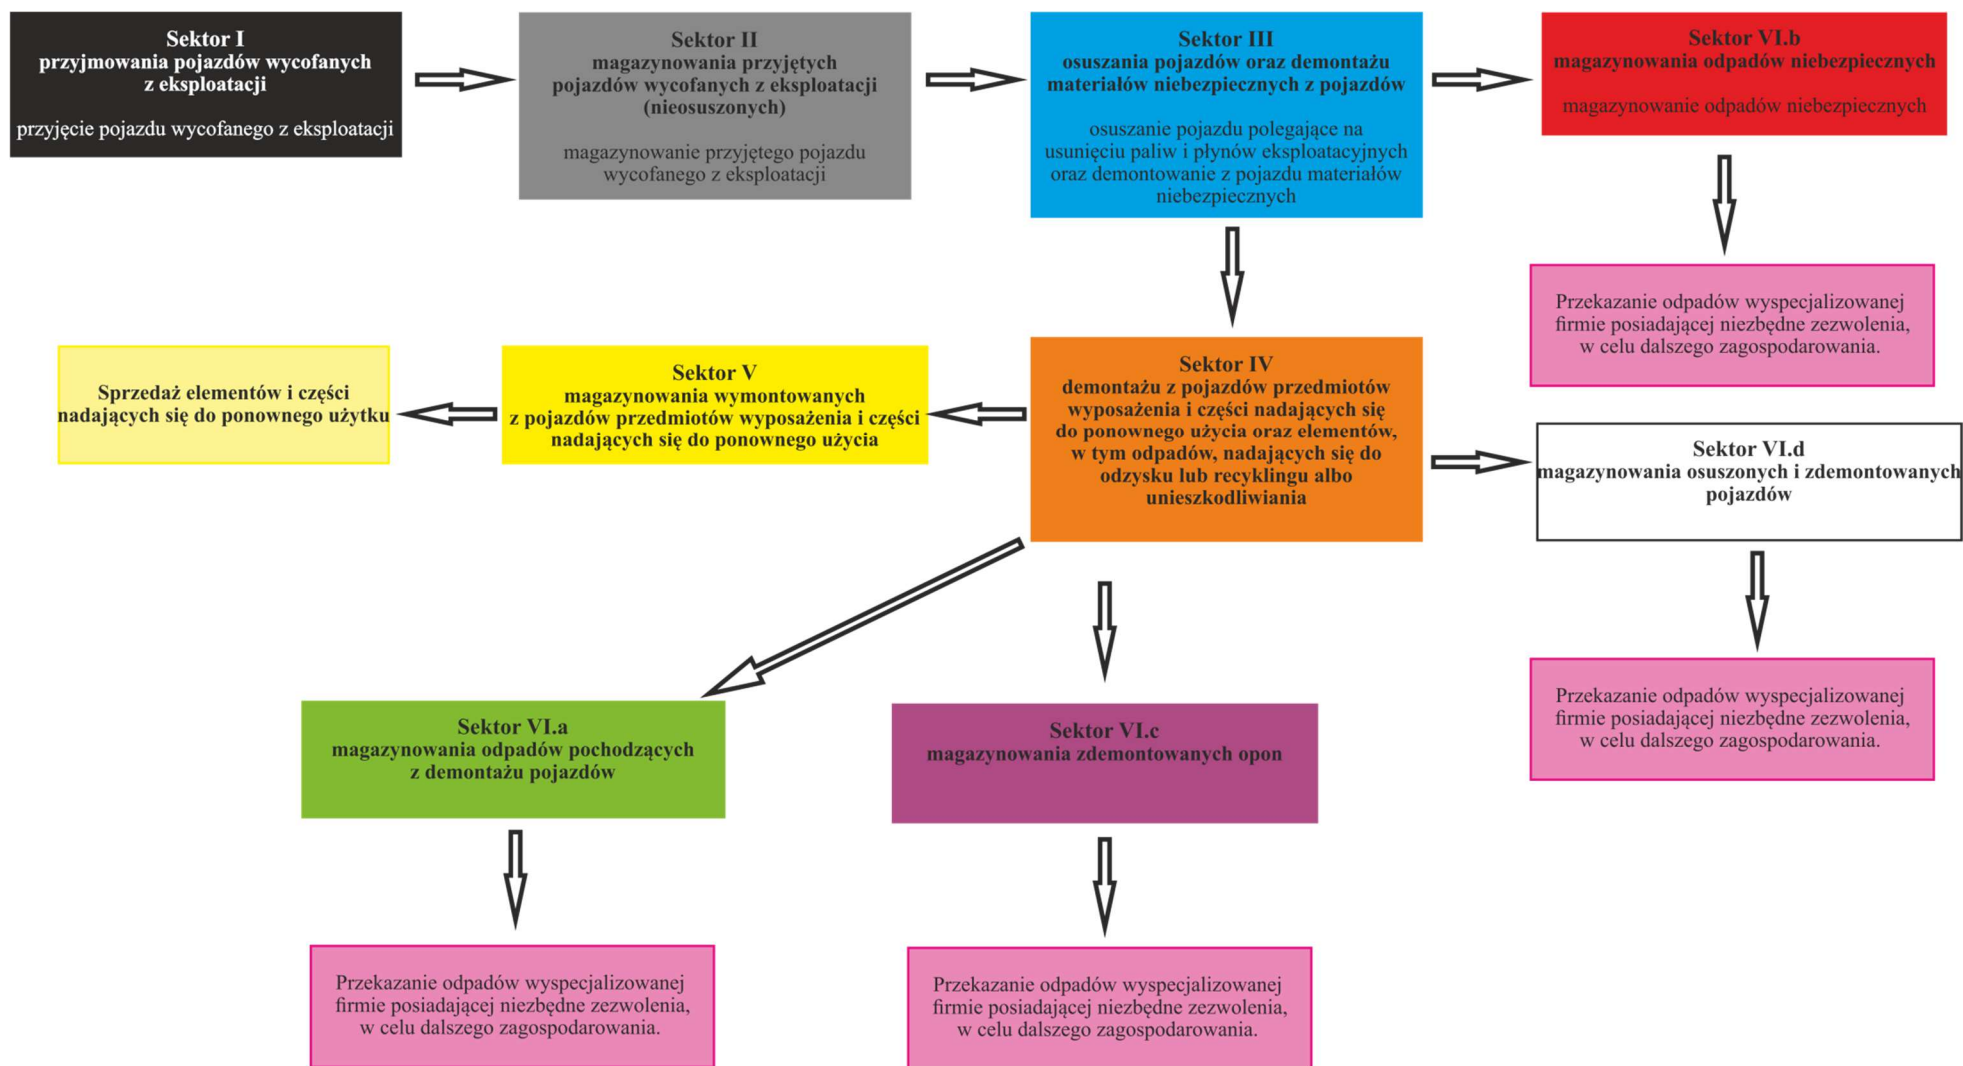 Sektor I
przyjmowania pojazdów wycofanych
z eksploatacji
przyjęcie pojazdu wycofanego z eksploatacji
Sektor II
magazynowania przyjętych
pojazdów wycofanych z eksploatacji
(nieosuszonych)
magazynowanie przyjętego pojazdu
wycofanego z eksploatacji
Sektor III
osuszania pojazdów oraz demontażu
materiałów niebezpiecznych z pojazdów
osuszanie pojazdu polegające na
usunięciu paliw i płynów eksploatacyjnych
oraz demontowanie z pojazdu materiałów
niebezpiecznych
Sektor VI.b
magazynowania odpadów niebezpiecznych
magazynowanie odpadów niebezpiecznych
Przekazanie odpadów wyspecjalizowanej
firmie posiadającej niezbędne zezwolenia,
w celu dalszego zagospodarowania.
Sprzedaż elementów i części
nadających się do ponownego użytku
Sektor V
magazynowania wymontowanych
z pojazdów przedmiotów wyposażenia i części
nadających się do ponownego użycia
Sektor IV
demontażu z pojazdów przedmiotów
wyposażenia i części nadających się
do ponownego użycia oraz elementów,
w tym odpadów, nadających się do
odzysku lub recyklingu albo
unieszkodliwiania
Sektor VI.d
magazynowania osuszonych i zdemontowanych
pojazdów
Przekazanie odpadów wyspecjalizowanej
firmie posiadającej niezbędne zezwolenia,
w celu dalszego zagospodarowania.
Sektor VI.a
magazynowania odpadów pochodzących
z demontażu pojazdów
Sektor VI.c
magazynowania zdemontowanych opon
Przekazanie odpadów wyspecjalizowanej
firmie posiadającej niezbędne zezwolenia,
w celu dalszego zagospodarowania.
Przekazanie odpadów wyspecjalizowanej
firmie posiadającej niezbędne zezwolenia,
w celu dalszego zagospodarowania.